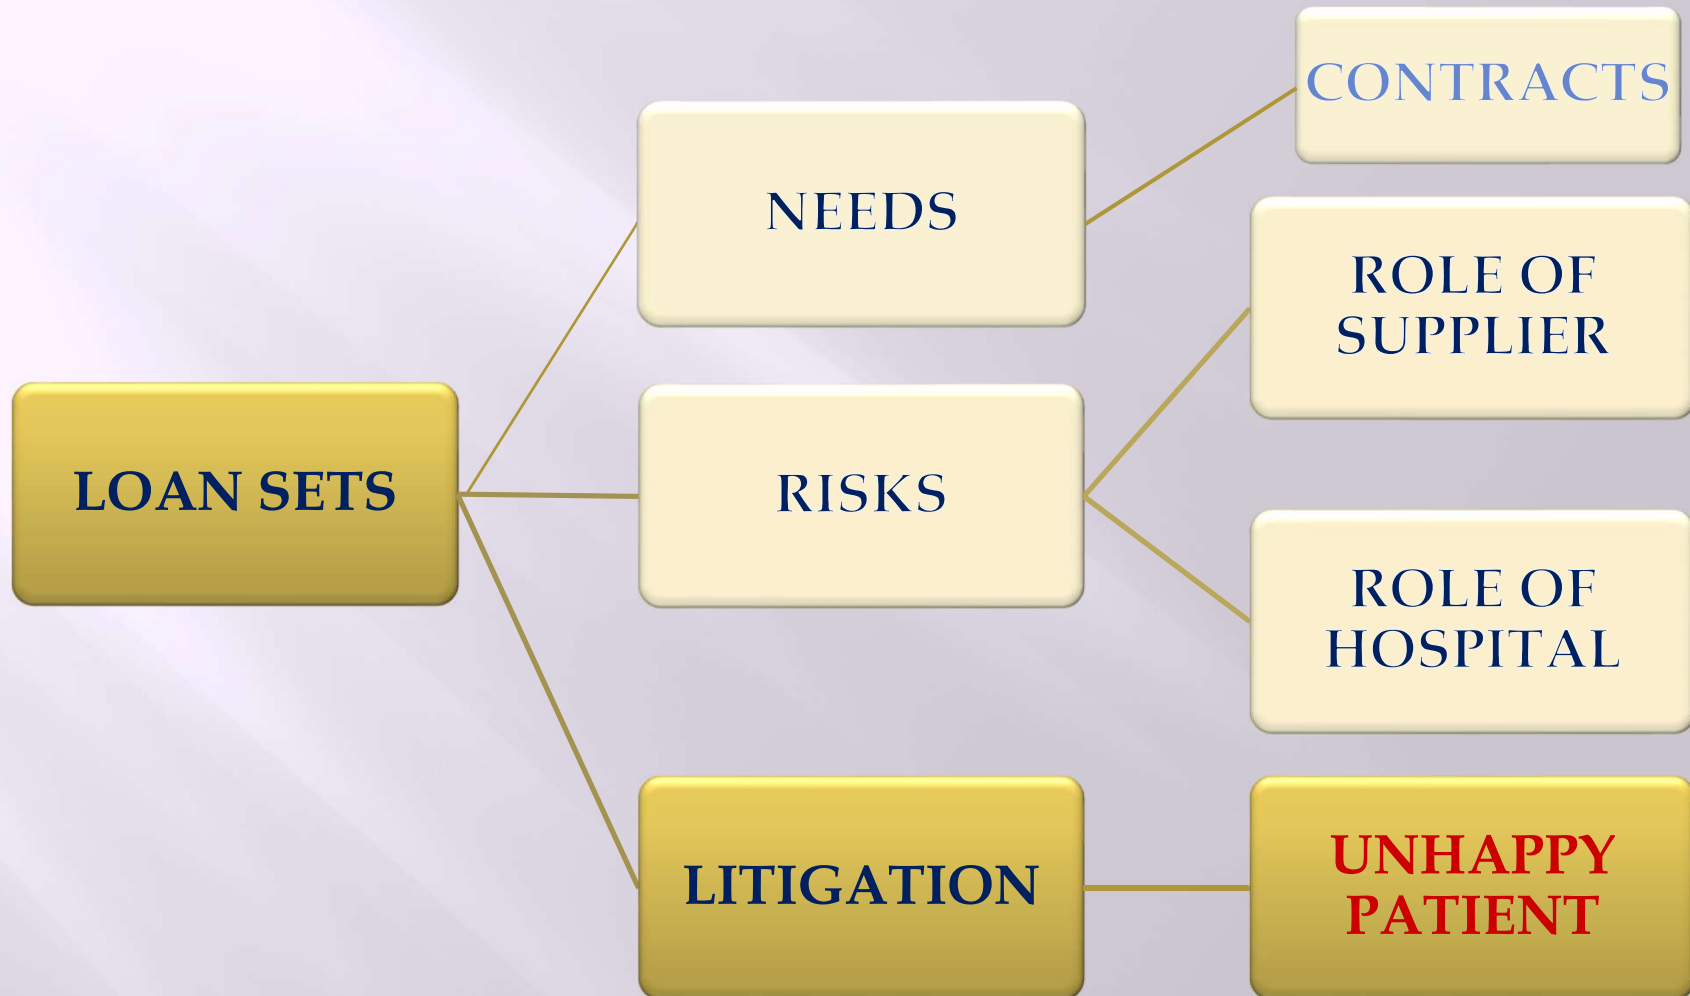 CONTRACTS
NEEDS
ROLE OF
SUPPLIER
LOAN SETS
RISKS
ROLE OF
HOSPITAL
LITIGATION
UNHAPPY
PATIENT